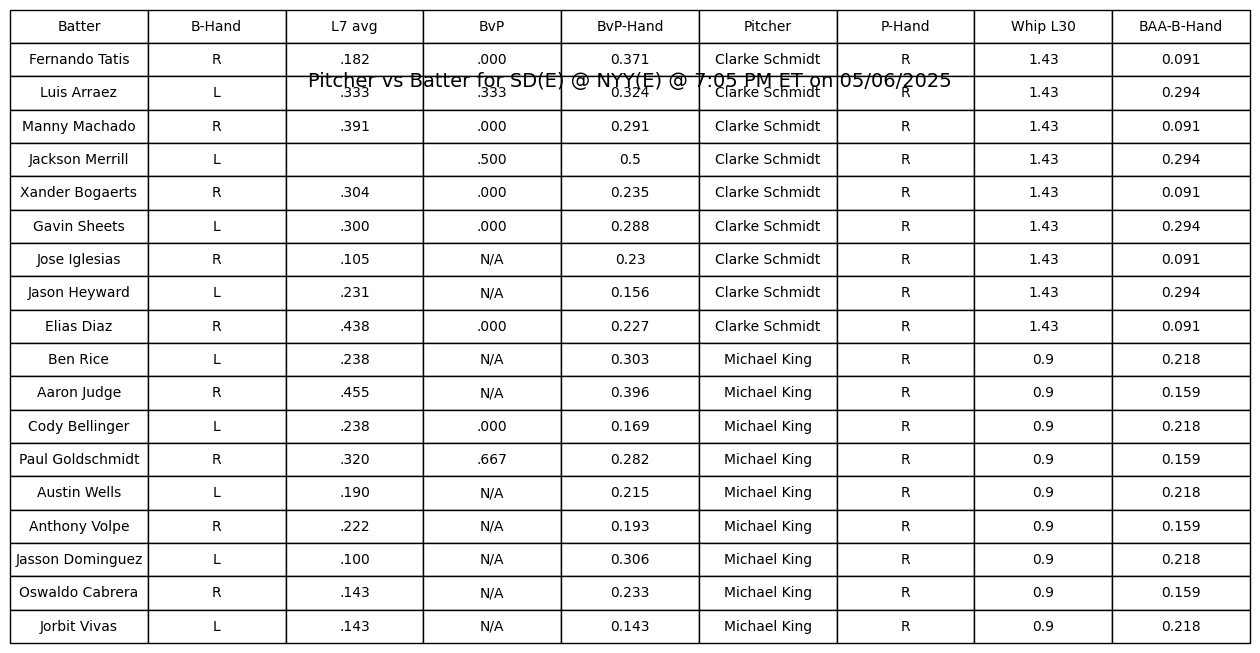 Batter B-Hand L7 avg BvP BvP-Hand Pitcher P-Hand Whip L30 BAA-B-Hand
Fernando Tatis R .182 .000 0.371 Clarke Schmidt R 1.43 0.091
Pitcher vs Batter for SD(E) @ NYY(E) @ 7:05 PM ET on 05/06/2025
Luis Arraez L .333 .333 0.324 Clarke Schmidt R 1.43 0.294
Manny Machado R .391 .000 0.291 Clarke Schmidt R 1.43 0.091
Jackson Merrill L .500 0.5 Clarke Schmidt R 1.43 0.294
Xander Bogaerts R .304 .000 0.235 Clarke Schmidt R 1.43 0.091
Gavin Sheets L .300 .000 0.288 Clarke Schmidt R 1.43 0.294
Jose Iglesias R .105 N/A 0.23 Clarke Schmidt R 1.43 0.091
Jason Heyward L .231 N/A 0.156 Clarke Schmidt R 1.43 0.294
Elias Diaz R .438 .000 0.227 Clarke Schmidt R 1.43 0.091
Ben Rice L .238 N/A 0.303 Michael King R 0.9 0.218
Aaron Judge R .455 N/A 0.396 Michael King R 0.9 0.159
Cody Bellinger L .238 .000 0.169 Michael King R 0.9 0.218
Paul Goldschmidt R .320 .667 0.282 Michael King R 0.9 0.159
Austin Wells L .190 N/A 0.215 Michael King R 0.9 0.218
Anthony Volpe R .222 N/A 0.193 Michael King R 0.9 0.159
Jasson Dominguez L .100 N/A 0.306 Michael King R 0.9 0.218
Oswaldo Cabrera R .143 N/A 0.233 Michael King R 0.9 0.159
Jorbit Vivas L .143 N/A 0.143 Michael King R 0.9 0.218